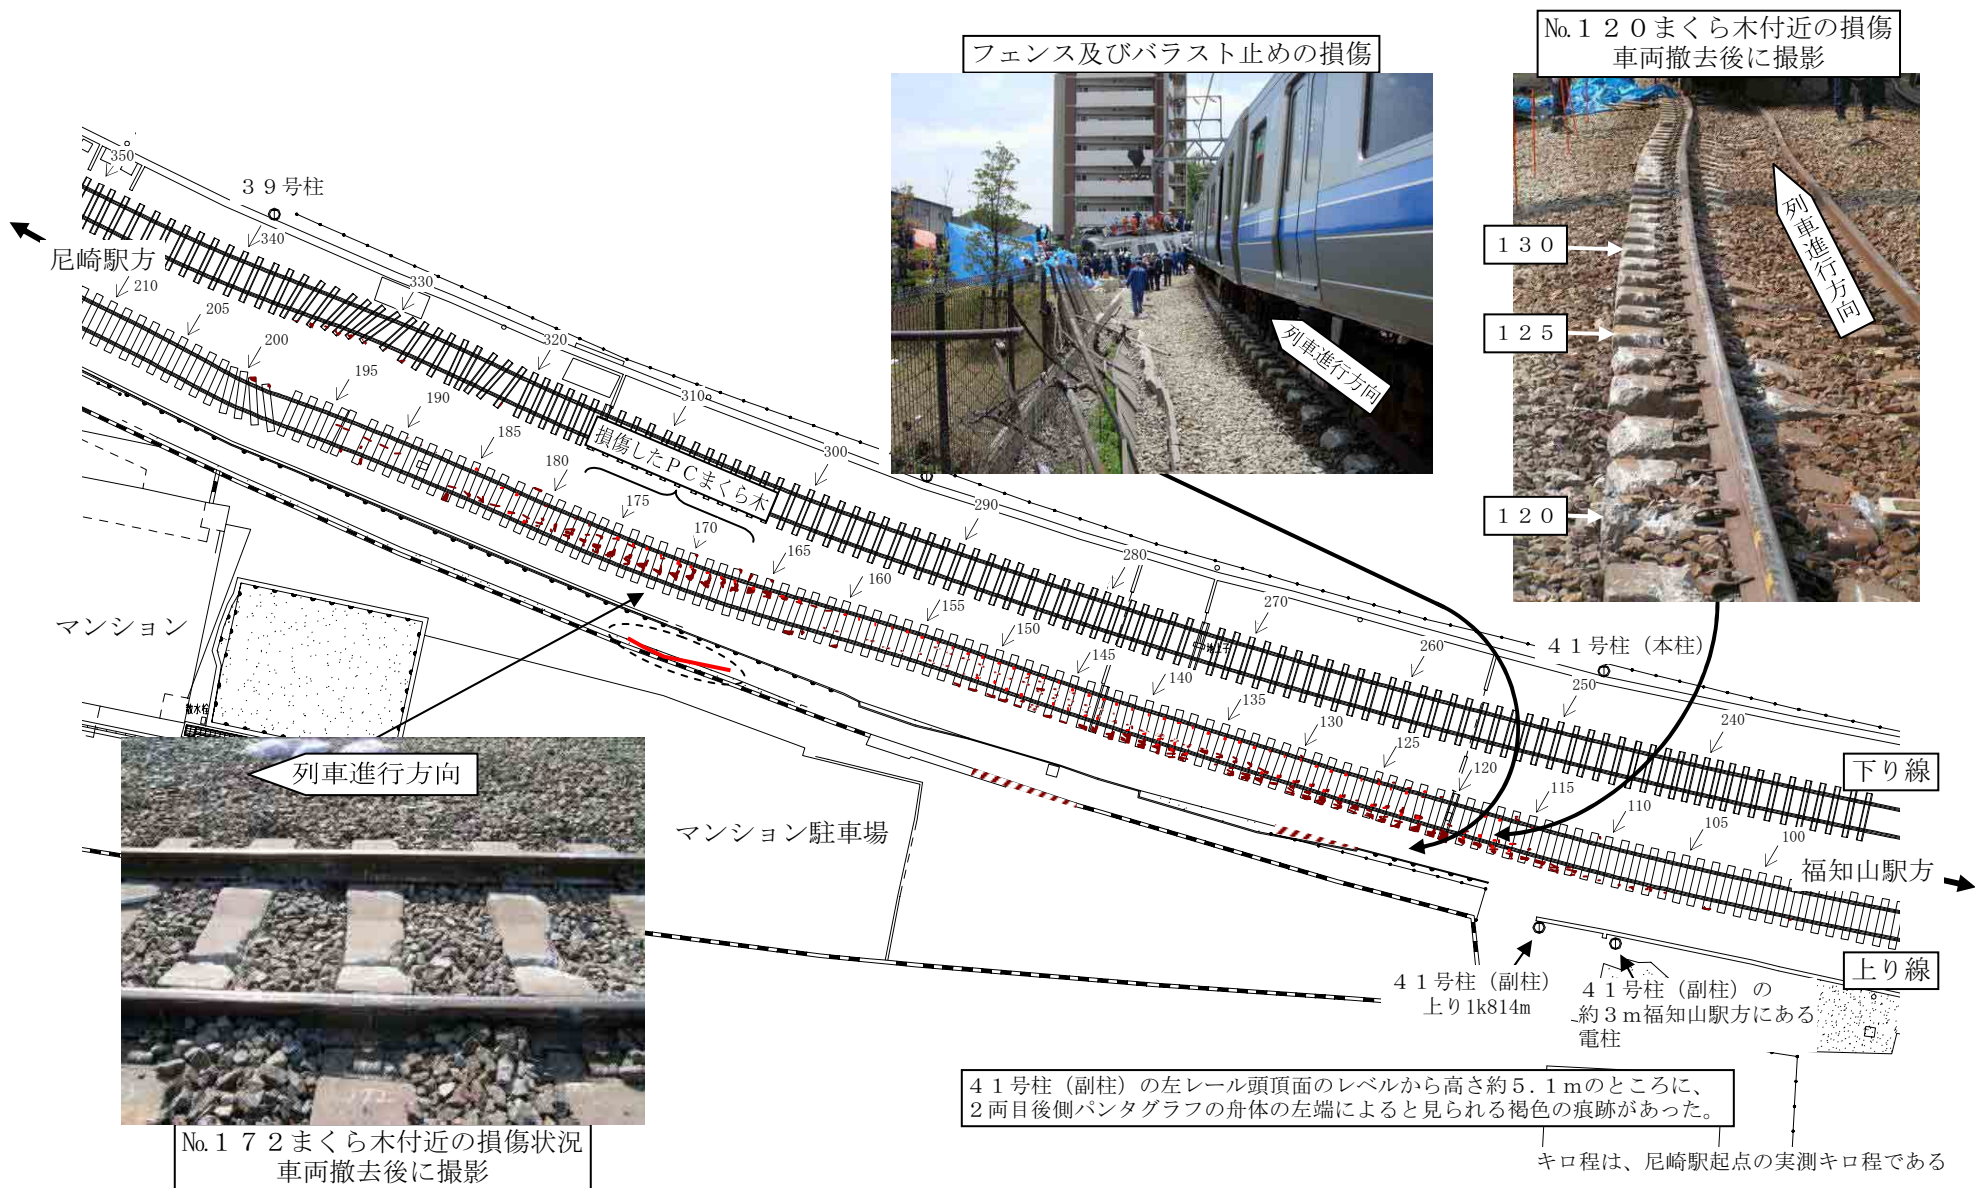 フェンス及びバラスト止めの損傷
№１２０まくら木付近の損傷
車両撤去後に撮影
列車進行方向
列車進行方向
１３０
１２５
１２０
３９号柱
尼崎駅方
350
340
330
320
310
300
290
280
270
260
250
240
210
205
200
195
190
185
180
175
170
165
160
155
150
145
140
135
130
125
120
115
110
105
100
損傷したＰＣまくら木
４１号柱（本柱）
下り線
福知山駅方
上り線
マンション
散水栓
マンション駐車場
列車進行方向
№１７２まくら木付近の損傷状況
車両撤去後に撮影
４１号柱（副柱）
上り1k814m
４１号柱（副柱）の
約３ｍ福知山駅方にある
電柱
４１号柱（副柱）の左レール頭頂面のレベルから高さ約５.１ｍのところに、
２両目後側パンタグラフの舟体の左端によると見られる褐色の痕跡があった。
キロ程は、尼崎駅起点の実測キロ程である